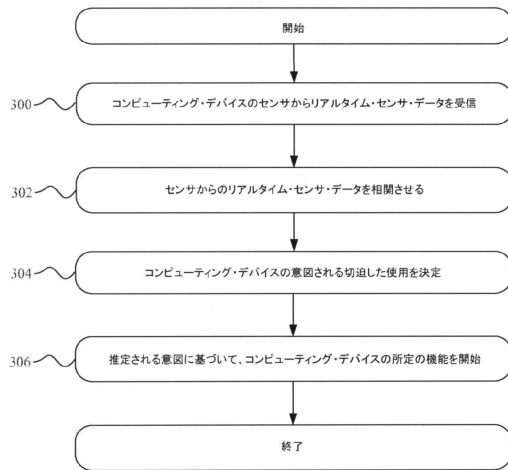 開始
300
コンピューティング・デバイスのセンサからリアルタイム・センサ・データを受信
302
センサからのリアルタイム・センサ・データを相関させる
304
コンピューティング・デバイスの意図される切迫した使用を決定
306
推定される意図に基づいて、コンピューティング・デバイスの所定の機能を開始
終了